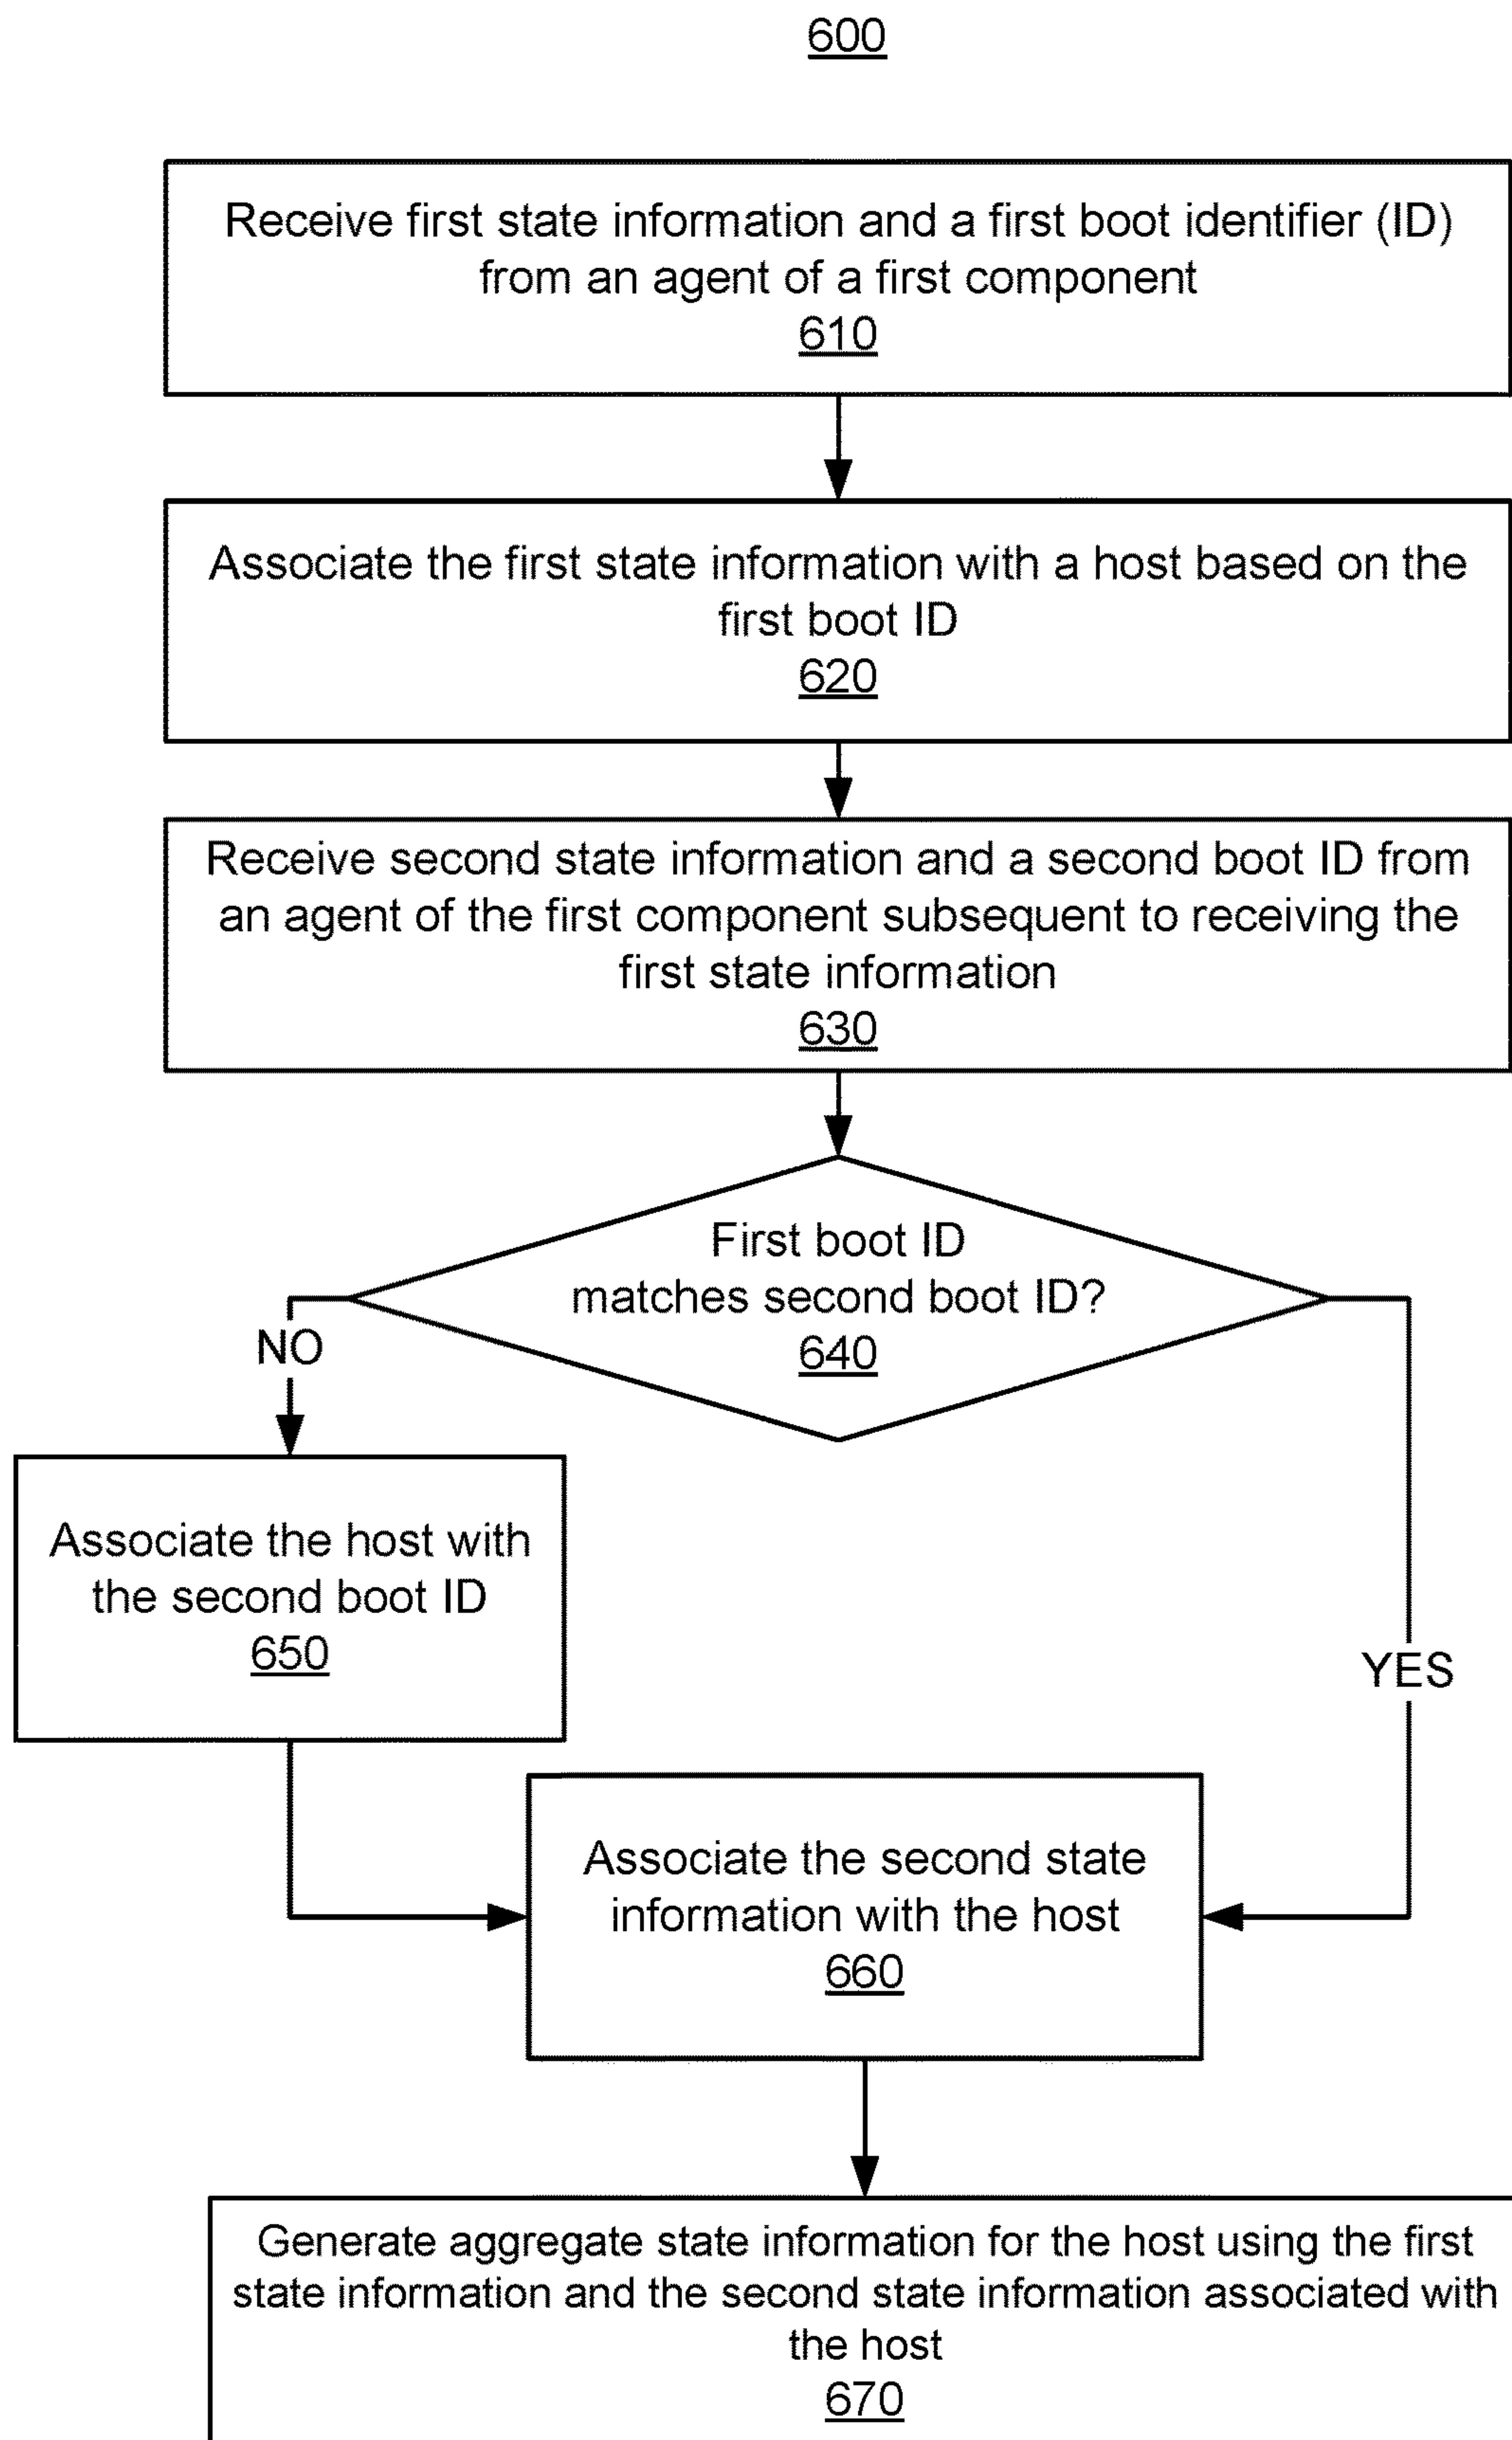 600
Receive first state information and a first boot identifier (ID)
from an agent of a first component
610
Associate the first state information with a host based on the
first boot ID
620
Receive second state information and a second boot ID from
an agent of the first component subsequent to receiving the
first state information
630
First boot ID
matches second boot ID?
640
NO
Associate the host with
the second boot ID
650
YES
Associate the second state
information with the host
660
Generate aggregate state information for the host using the first
state information and the second state information associated with
the host
670